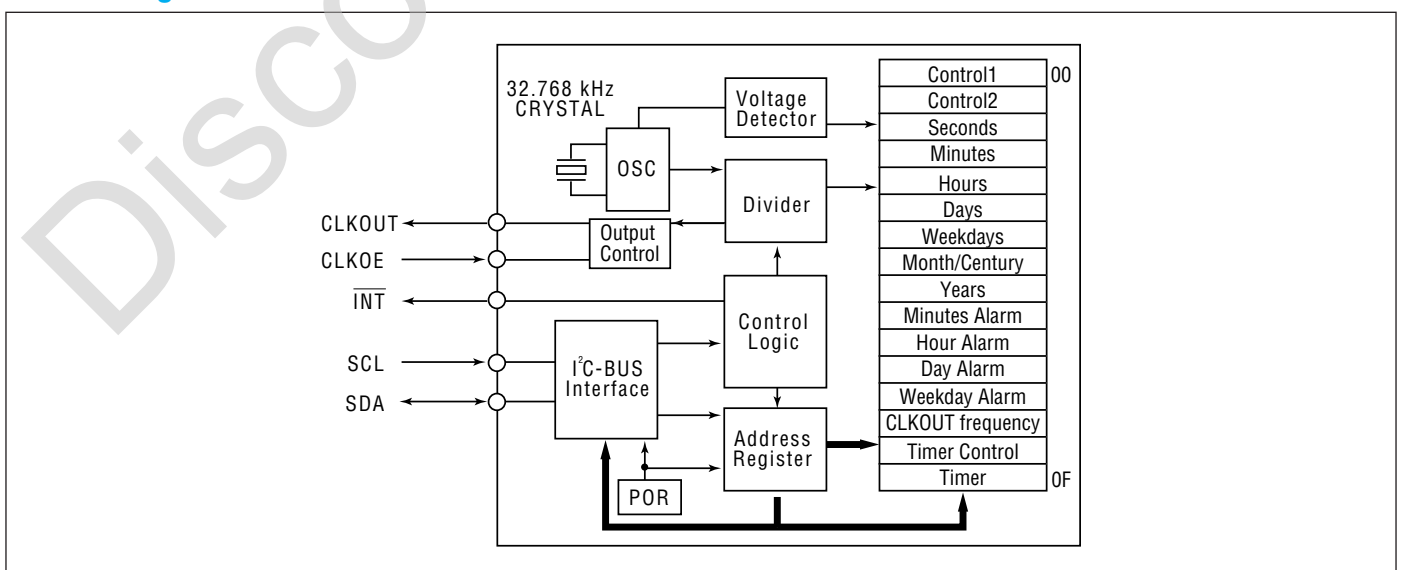 Disco
32.768 kHz
CRYSTAL
OSC
Voltage
Detector
Divider
Output
Control
Control
Logic
I²C-BUS
Interface
Address
Register
POR
CLKOUT
CLKOE
INT
SCL
SDA
Control1
00
Control2
Seconds
Minutes
Hours
Days
Weekdays
Month/Century
Years
Minutes Alarm
Hour Alarm
Day Alarm
Weekday Alarm
CLKOUT frequency
Timer Control
Timer
0F